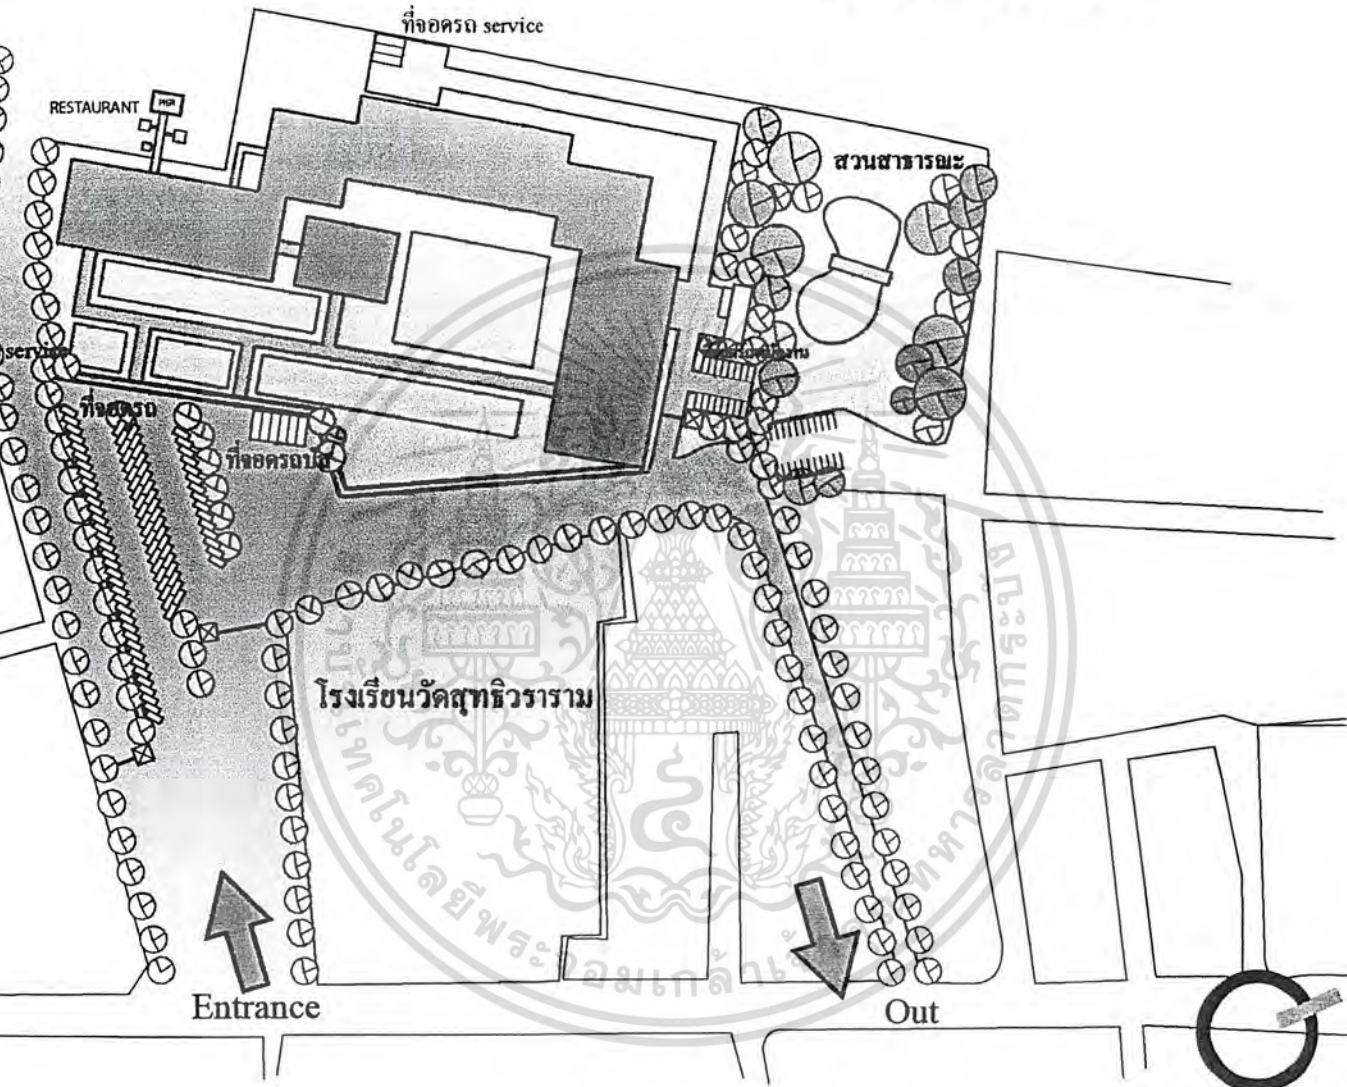 ที่จอดรถ service
RESTAURANT
PIER
สวนสาธารณะ
service
ที่จอดรถ
ที่จอดรถบัส
โรงเรียนวัดสุทธิวราราม
Entrance
Out